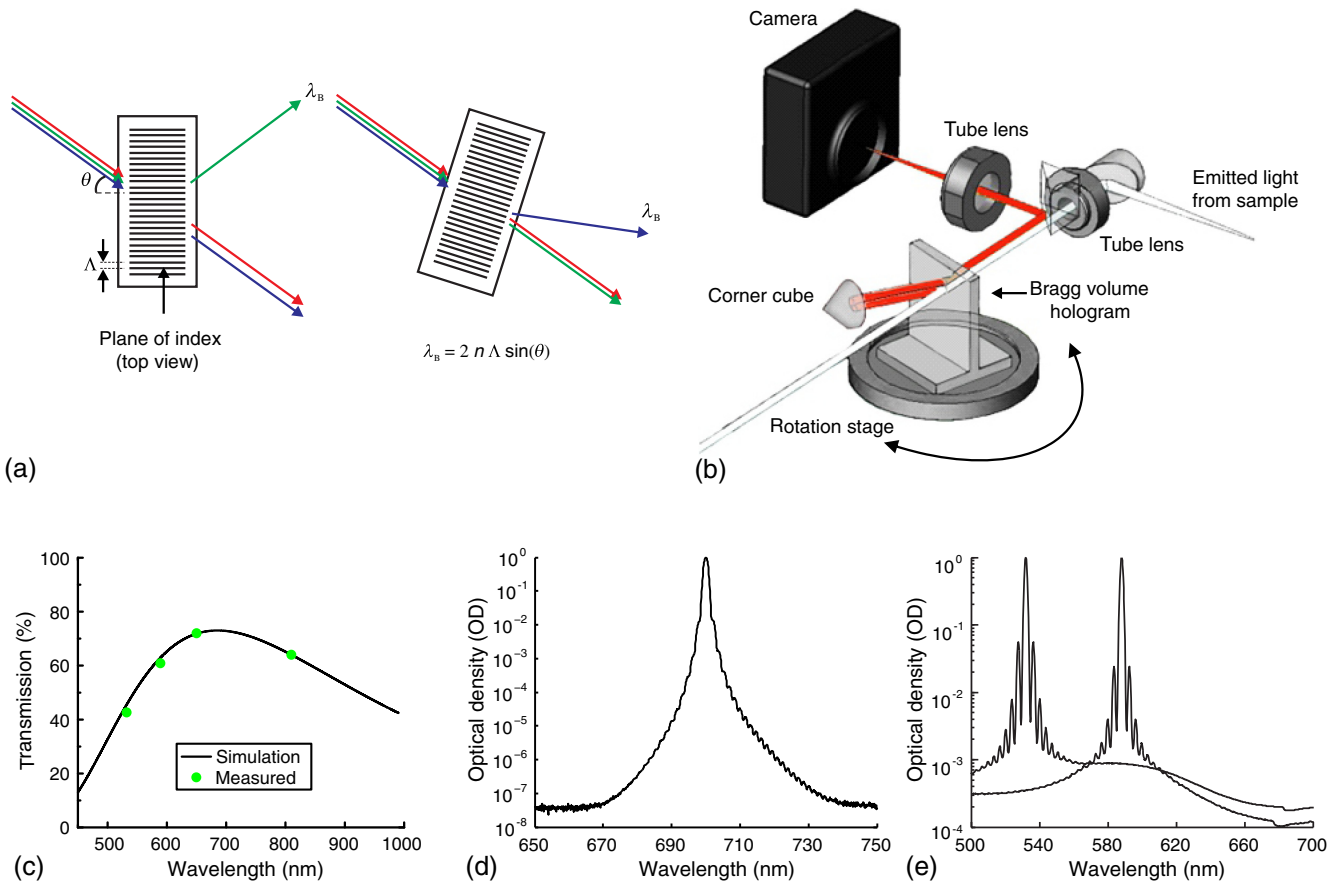 λB
θ
Λ
Plane of index
(top view)
λB
λB = 2 n Λ sin(θ)
(a)
Camera
Tube lens
Emitted light
from sample
Tube lens
Corner cube
Bragg volume
hologram
Rotation stage
(b)
Transmission (%)
100
80
60
40
20
0
Simulation
Measured
500 600 700 800 900 1000
Wavelength (nm)
(c)
Optical density (OD)
10^0
10^-1
10^-2
10^-3
10^-4
10^-5
10^-6
10^-7
10^-8
650 670 690 710 730 750
Wavelength (nm)
(d)
Optical density (OD)
10^0
10^-1
10^-2
10^-3
10^-4
500 540 580 620 660 700
Wavelength (nm)
(e)